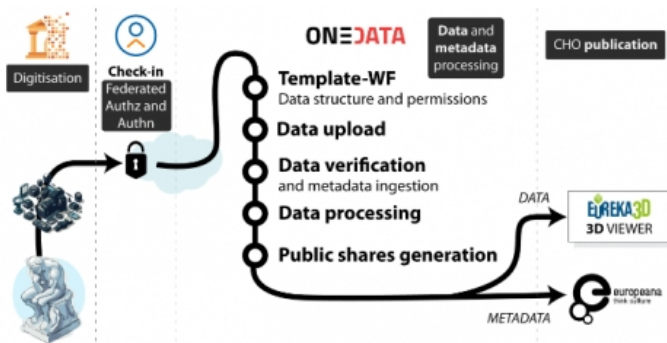 Digitisation
Check-in
Federated
Authz and
Authn
ONEDATA
Data and
metadata
processing
CHO publication
Template-WF
Data structure and permissions
Data upload
Data verification
and metadata ingestion
Data processing
Public shares generation
DATA
EUREKA3D
3D VIEWER
METADATA
europeana
think culture